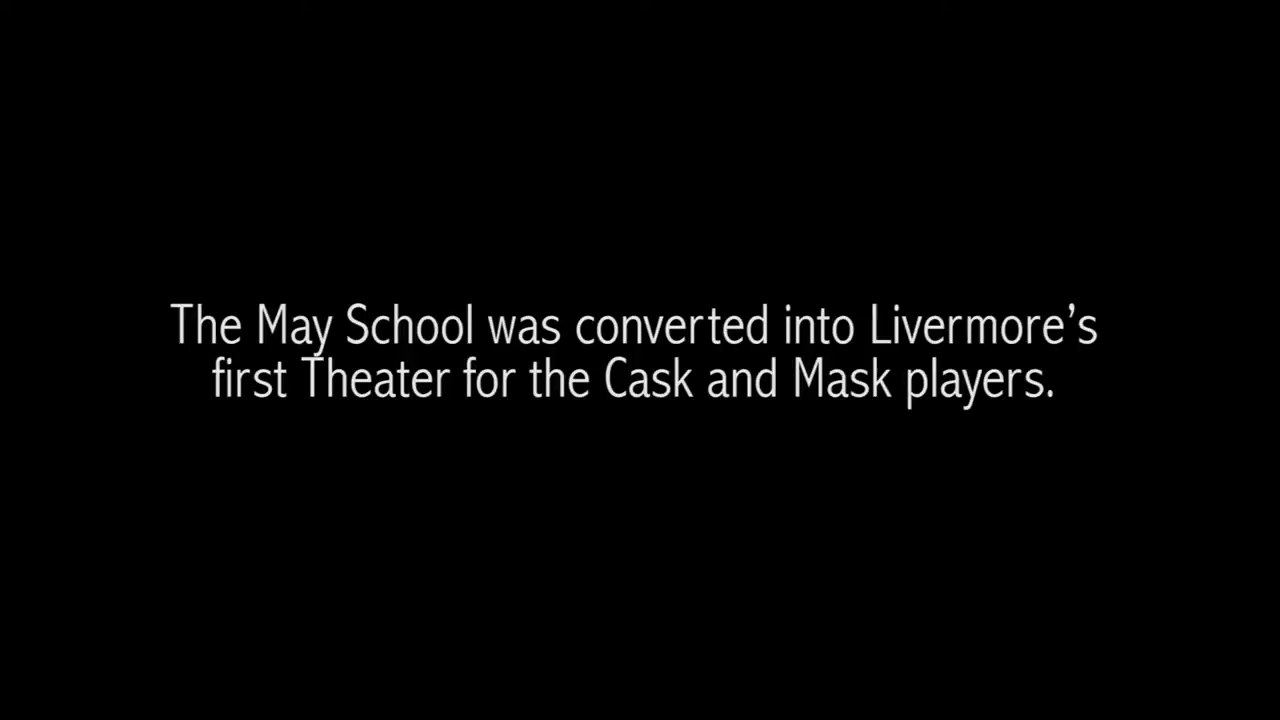 The May School was converted into Livermore’s
first Theater for the Cask and Mask players.